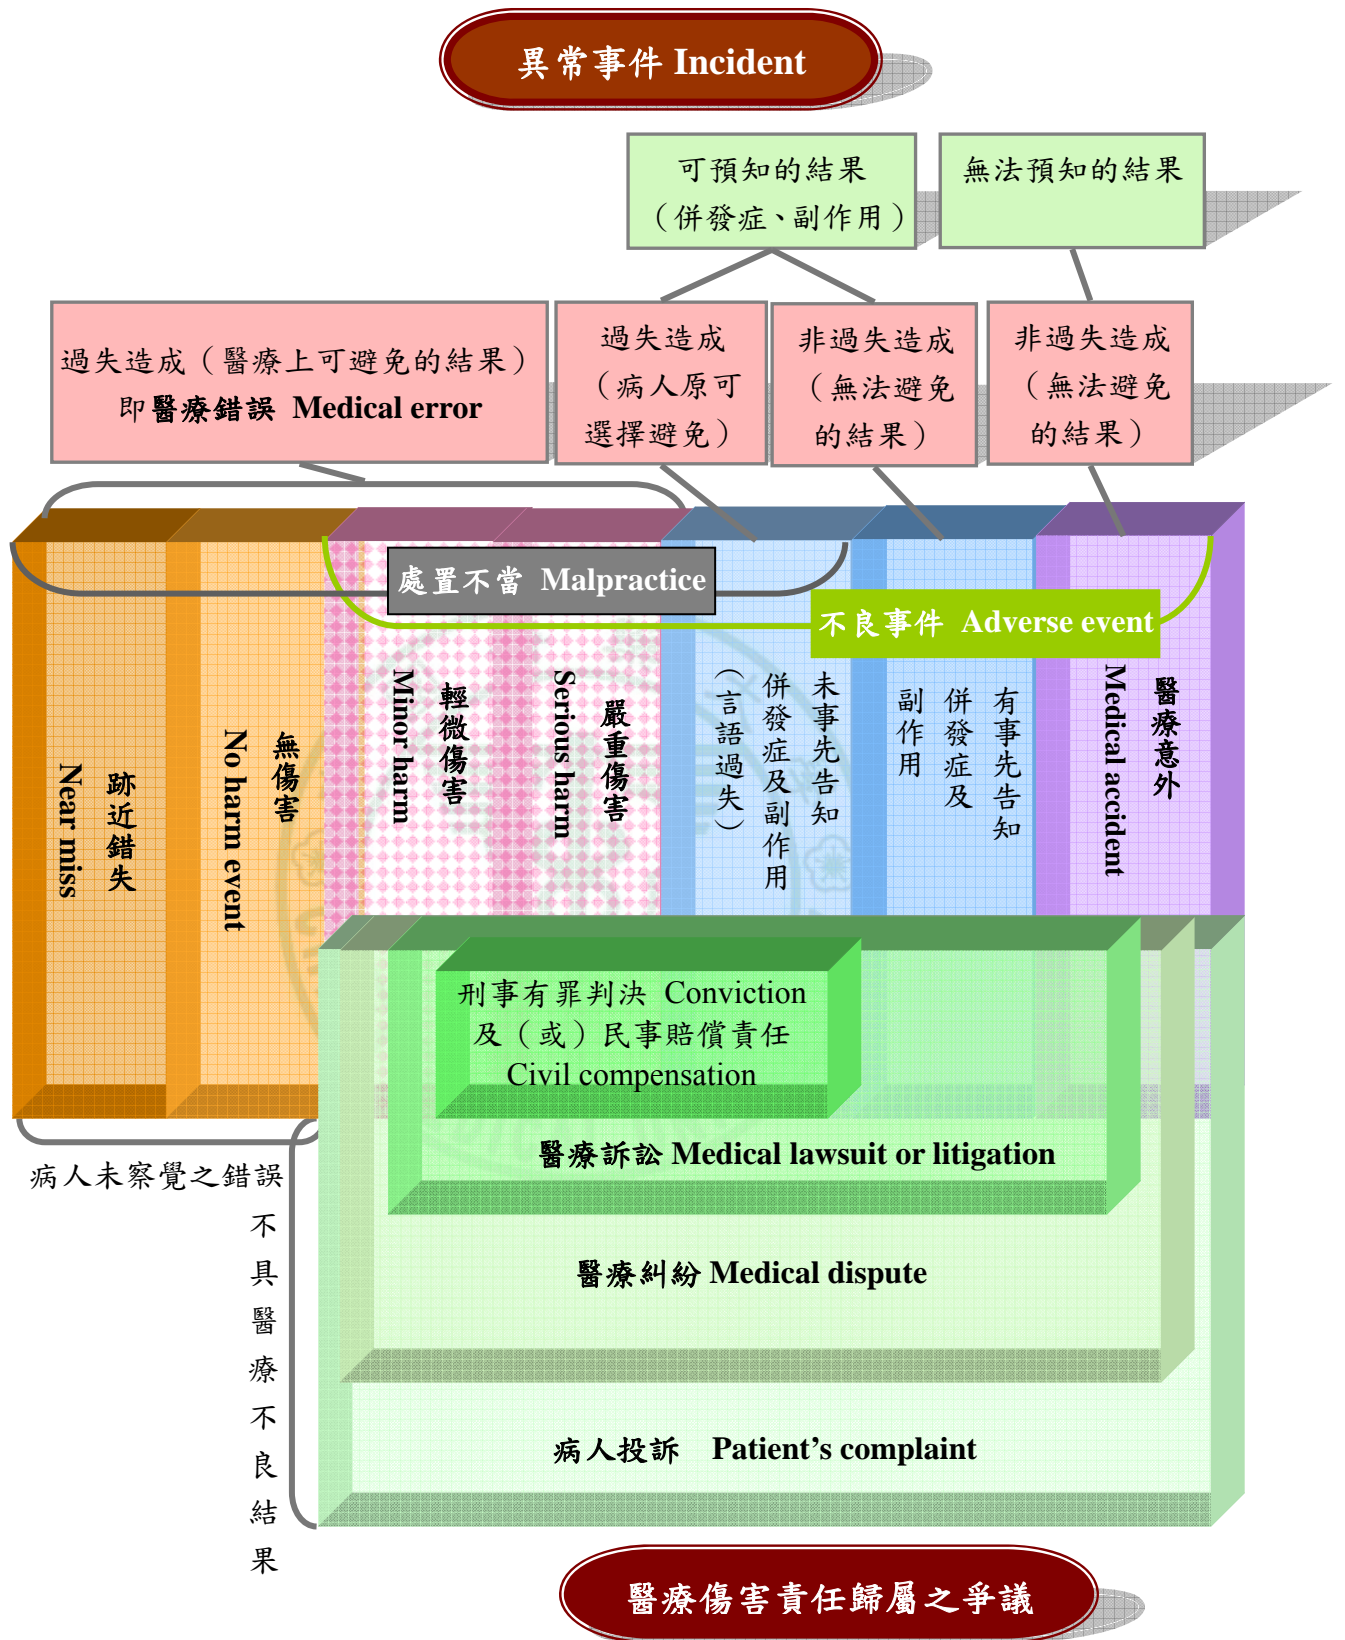 異常事件 Incident
可預知的結果
（併發症、副作用）
無法預知的結果
過失造成（醫療上可避免的結果）
即醫療錯誤 Medical error
過失造成
（病人原可
選擇避免）
非過失造成
（無法避免
的結果）
非過失造成
（無法避免
的結果）
處置不當 Malpractice
不良事件 Adverse event
跡近錯失
Near miss
無傷害
No harm event
輕微傷害
Minor harm
嚴重傷害
Serious harm
未事先告知
併發症及副作用
（言語過失）
有事先告知
併發症及
副作用
醫療意外
Medical accident
刑事有罪判決 Conviction
及（或）民事賠償責任
Civil compensation
醫療訴訟 Medical lawsuit or litigation
病人未察覺之錯誤
不具醫療不良結果
醫療糾紛 Medical dispute
病人投訴 Patient’s complaint
醫療傷害責任歸屬之爭議